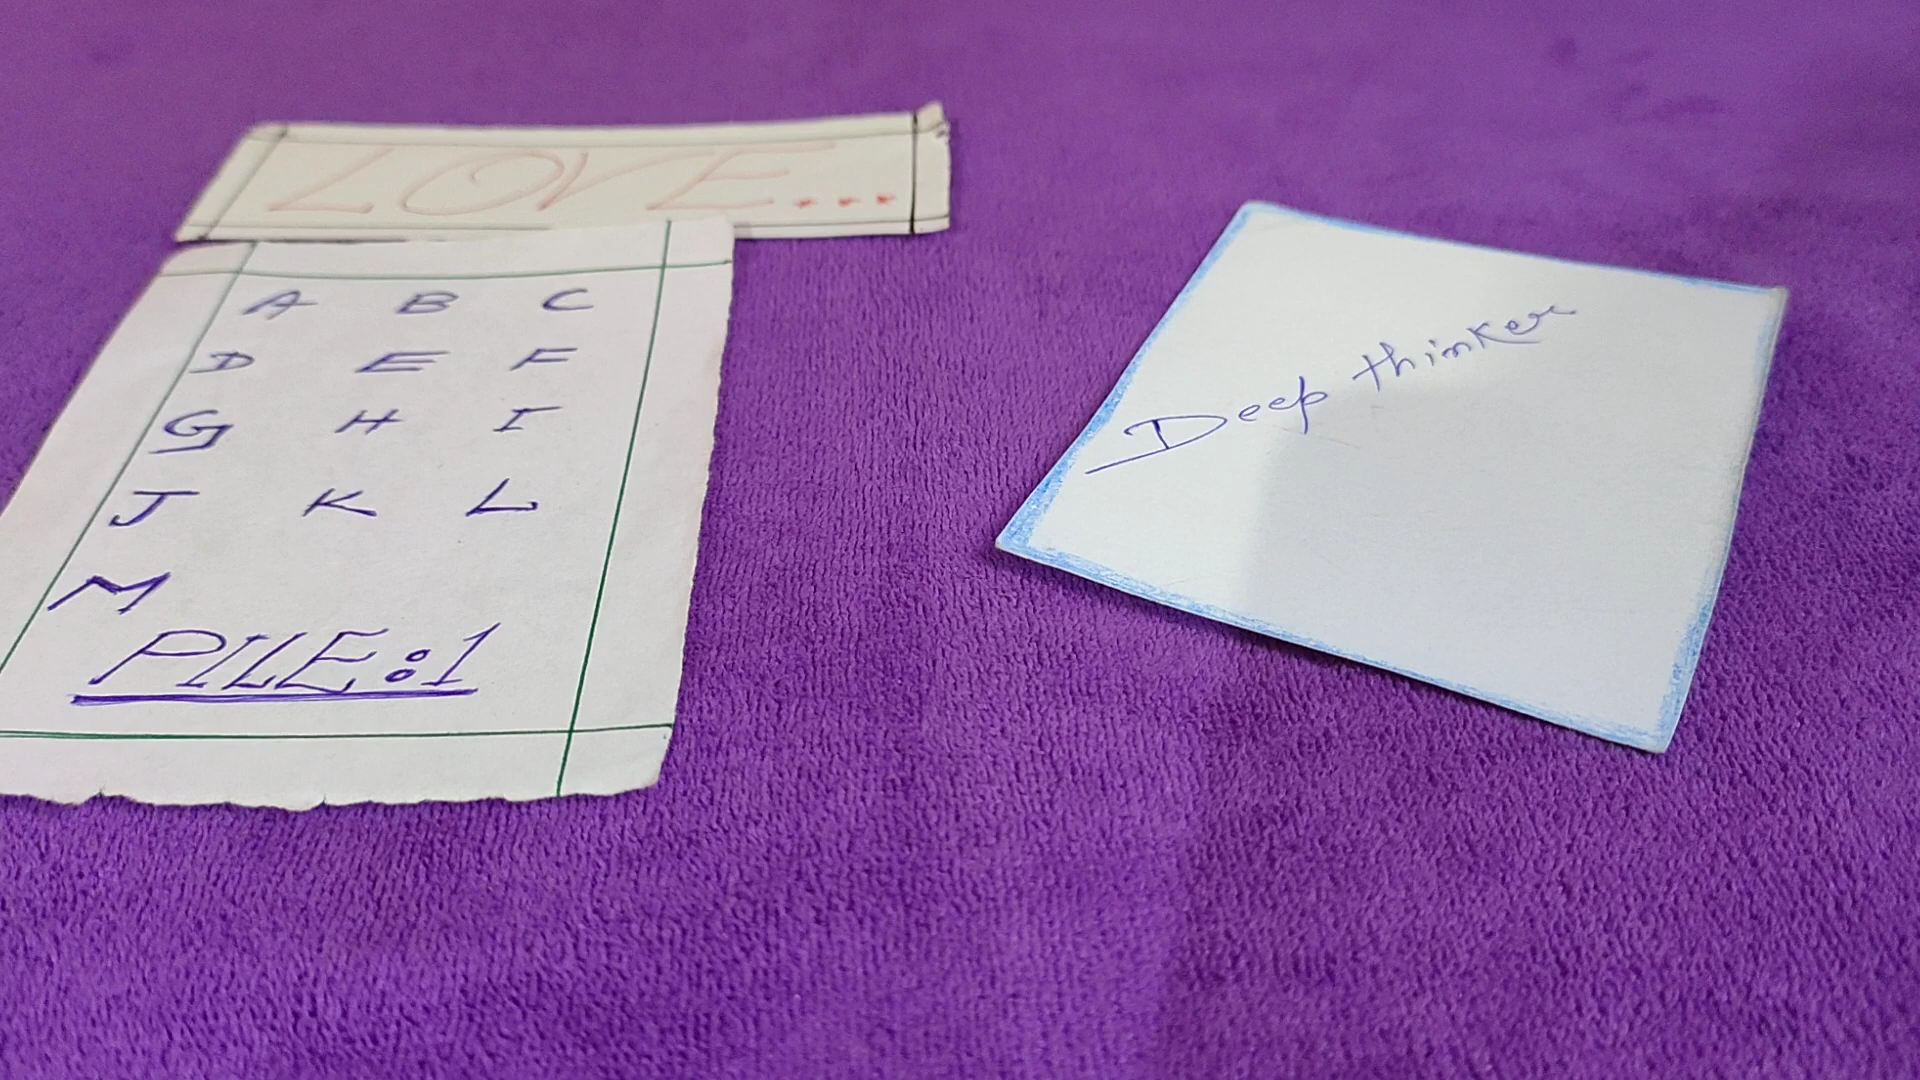 LOVE...
A B C
D E F
G H I
J K L
M
PILE:1
Deep thinker